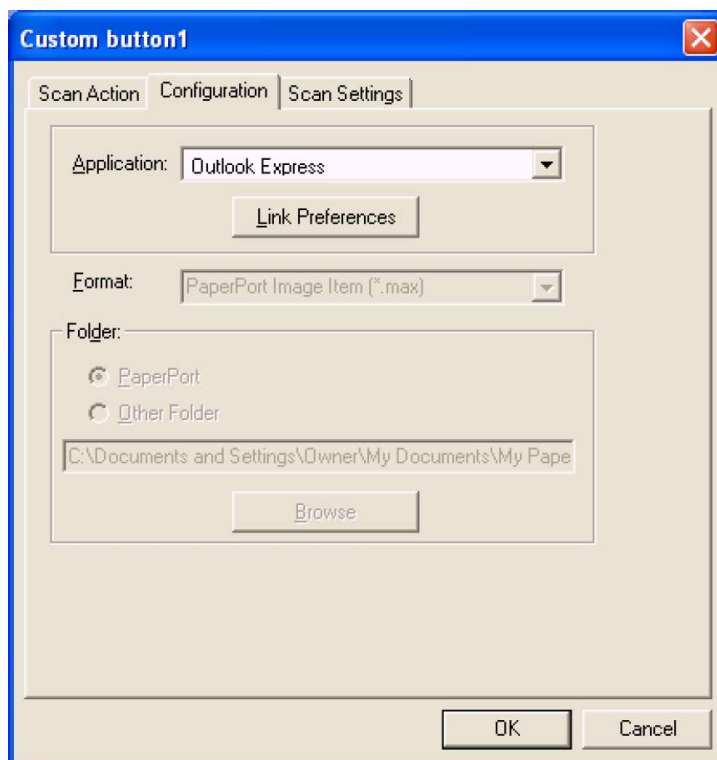 Custom button1
Scan Action Configuration Scan Settings
Application: Outlook Express
Link Preferences
Format: PaperPort Image Item (*.max)
Folder:
PaperPort
Other Folder
C:\Documents and Settings\Owner\My Documents\My Pape
Browse
OK Cancel